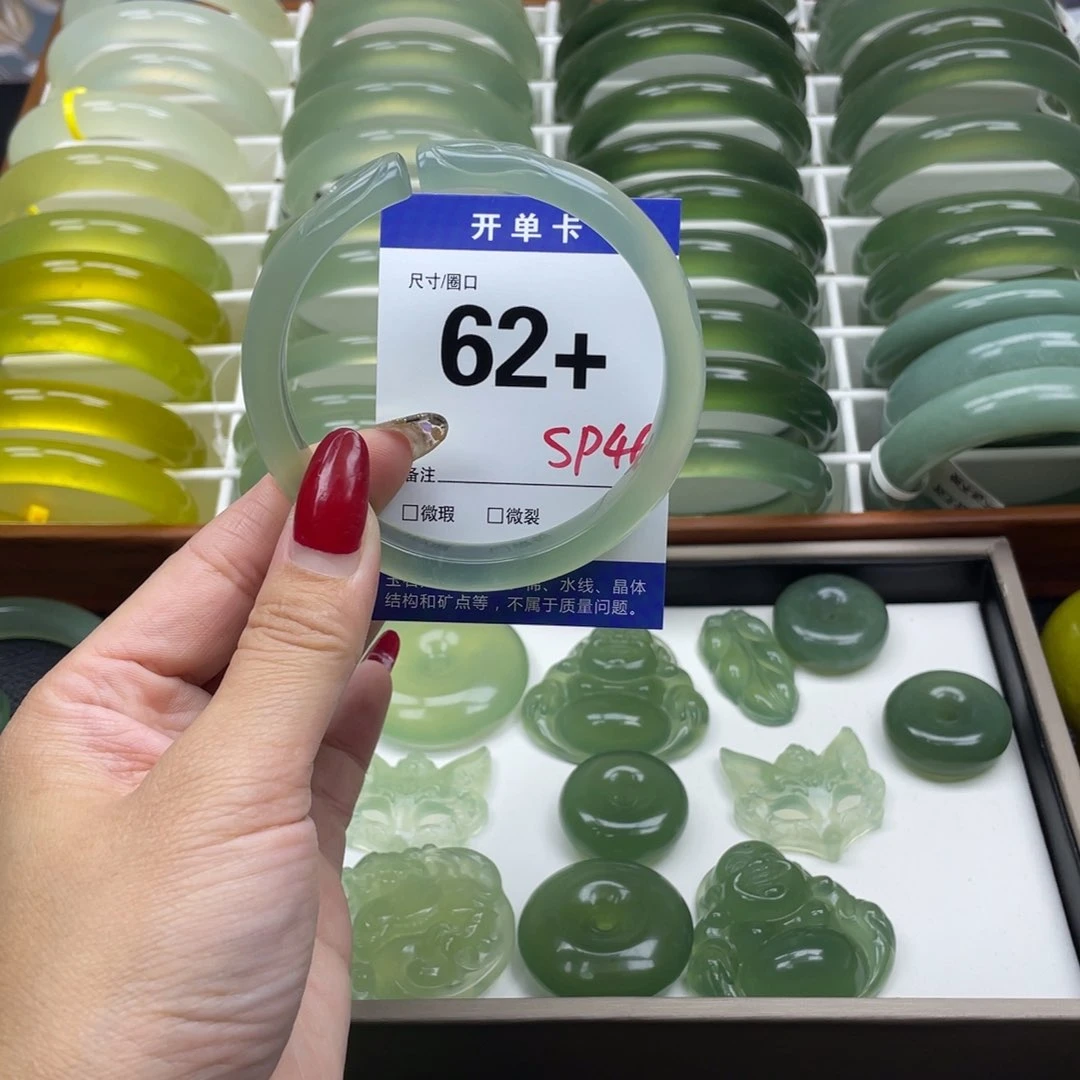 开单卡
尺寸/圈口
62+
SP4
备注
□微瑕 □微裂
水线、晶体
结构和矿点等，不属于质量问题。